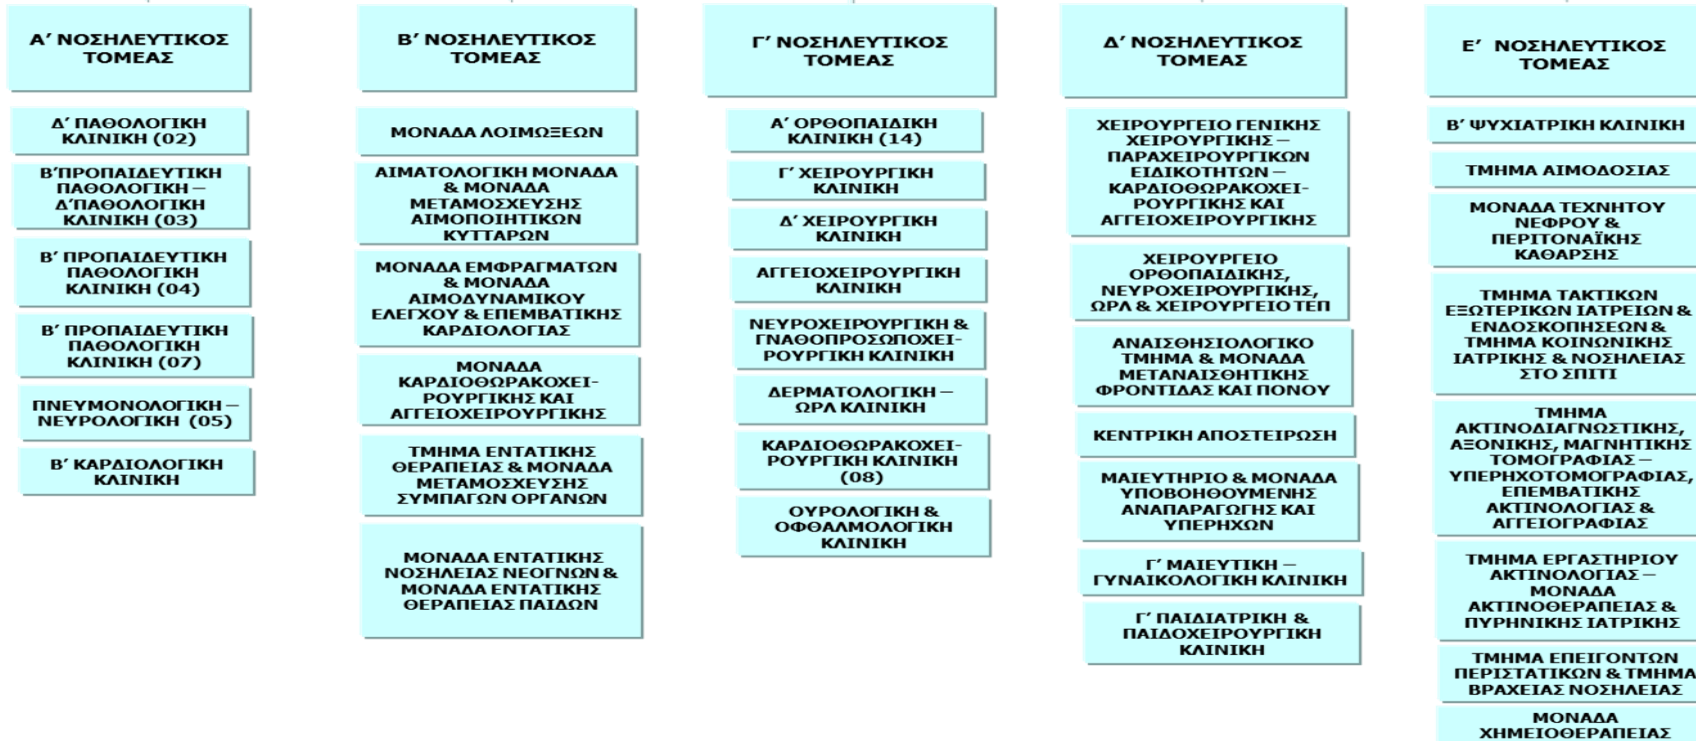 Α’ ΝΟΣΗΛΕΥΤΙΚΟΣ
ΤΟΜΕΑΣ
Δ’ ΠΑΘΟΛΟΓΙΚΗ
ΚΛΙΝΙΚΗ (02)
Β’ΠΡΟΠΑΙΔΕΥΤΙΚΗ
ΠΑΘΟΛΟΓΙΚΗ –
Δ’ΠΑΘΟΛΟΓΙΚΗ
ΚΛΙΝΙΚΗ (03)
Β’ ΠΡΟΠΑΙΔΕΥΤΙΚΗ
ΠΑΘΟΛΟΓΙΚΗ
ΚΛΙΝΙΚΗ (04)
Β’ ΠΡΟΠΑΙΔΕΥΤΙΚΗ
ΠΑΘΟΛΟΓΙΚΗ
ΚΛΙΝΙΚΗ (07)
ΠΝΕΥΜΟΝΟΛΟΓΙΚΗ –
ΝΕΥΡΟΛΟΓΙΚΗ (05)
Β’ ΚΑΡΔΙΟΛΟΓΙΚΗ
ΚΛΙΝΙΚΗ
Β’ ΝΟΣΗΛΕΥΤΙΚΟΣ
ΤΟΜΕΑΣ
ΜΟΝΑΔΑ ΛΟΙΜΩΞΕΩΝ
ΑΙΜΑΤΟΛΟΓΙΚΗ ΜΟΝΑΔΑ
& ΜΟΝΑΔΑ
ΜΕΤΑΜΟΣΧΕΥΣΗΣ
ΑΙΜΟΠΟΙΗΤΙΚΩΝ
ΚΥΤΤΑΡΩΝ
ΜΟΝΑΔΑ ΕΜΦΡΑΓΜΑΤΩΝ
& ΜΟΝΑΔΑ
ΑΙΜΟΔΥΝΑΜΙΚΟΥ
ΕΛΕΓΧΟΥ & ΕΠΕΜΒΑΤΙΚΗΣ
ΚΑΡΔΙΟΛΟΓΙΑΣ
ΜΟΝΑΔΑ
ΚΑΡΔΙΟΘΩΡΑΚΟΧΕΙ-
ΡΟΥΡΓΙΚΗΣ ΚΑΙ
ΑΓΓΕΙΟΧΕΙΡΟΥΡΓΙΚΗΣ
ΤΜΗΜΑ ΕΝΤΑΤΙΚΗΣ
ΘΕΡΑΠΕΙΑΣ & ΜΟΝΑΔΑ
ΜΕΤΑΜΟΣΧΕΥΣΗΣ
ΣΥΜΠΑΓΩΝ ΟΡΓΑΝΩΝ
ΜΟΝΑΔΑ ΕΝΤΑΤΙΚΗΣ
ΝΟΣΗΛΕΙΑΣ ΝΕΟΓΝΩΝ &
ΜΟΝΑΔΑ ΕΝΤΑΤΙΚΗΣ
ΘΕΡΑΠΕΙΑΣ ΠΑΙΔΩΝ
Γ’ ΝΟΣΗΛΕΥΤΙΚΟΣ
ΤΟΜΕΑΣ
Α’ ΟΡΘΟΠΑΙΔΙΚΗ
ΚΛΙΝΙΚΗ (14)
Γ’ ΧΕΙΡΟΥΡΓΙΚΗ
ΚΛΙΝΙΚΗ
Δ’ ΧΕΙΡΟΥΡΓΙΚΗ
ΚΛΙΝΙΚΗ
ΑΓΓΕΙΟΧΕΙΡΟΥΡΓΙΚΗ
ΚΛΙΝΙΚΗ
ΝΕΥΡΟΧΕΙΡΟΥΡΓΙΚΗ &
ΓΝΑΘΟΠΡΟΣΩΠΟΧΕΙ-
ΡΟΥΡΓΙΚΗ ΚΛΙΝΙΚΗ
ΔΕΡΜΑΤΟΛΟΓΙΚΗ –
ΩΡΛ ΚΛΙΝΙΚΗ
ΚΑΡΔΙΟΘΩΡΑΚΟΧΕΙ-
ΡΟΥΡΓΙΚΗ ΚΛΙΝΙΚΗ
(08)
ΟΥΡΟΛΟΓΙΚΗ &
ΟΦΘΑΛΜΟΛΟΓΙΚΗ
ΚΛΙΝΙΚΗ
Δ’ ΝΟΣΗΛΕΥΤΙΚΟΣ
ΤΟΜΕΑΣ
ΧΕΙΡΟΥΡΓΕΙΟ ΓΕΝΙΚΗΣ
ΧΕΙΡΟΥΡΓΙΚΗΣ –
ΠΑΡΑΧΕΙΡΟΥΡΓΙΚΩΝ
ΕΙΔΙΚΟΤΗΤΩΝ –
ΚΑΡΔΙΟΘΩΡΑΚΟΧΕΙ-
ΡΟΥΡΓΙΚΗΣ ΚΑΙ
ΑΓΓΕΙΟΧΕΙΡΟΥΡΓΙΚΗΣ
ΧΕΙΡΟΥΡΓΕΙΟ
ΟΡΘΟΠΑΙΔΙΚΗΣ,
ΝΕΥΡΟΧΕΙΡΟΥΡΓΙΚΗΣ,
ΩΡΛ & ΧΕΙΡΟΥΡΓΕΙΟ ΤΕΠ
ΑΝΑΙΣΘΗΣΙΟΛΟΓΙΚΟ
ΤΜΗΜΑ & ΜΟΝΑΔΑ
ΜΕΤΑΝΑΙΣΘΗΤΙΚΗΣ
ΦΡΟΝΤΙΔΑΣ ΚΑΙ ΠΟΝΟΥ
ΚΕΝΤΡΙΚΗ ΑΠΟΣΤΕΙΡΩΣΗ
ΜΑΙΕΥΤΗΡΙΟ & ΜΟΝΑΔΑ
ΥΠΟΒΟΗΘΟΥΜΕΝΗΣ
ΑΝΑΠΑΡΑΓΩΓΗΣ ΚΑΙ
ΥΠΕΡΗΧΩΝ
Γ’ ΜΑΙΕΥΤΙΚΗ –
ΓΥΝΑΙΚΟΛΟΓΙΚΗ ΚΛΙΝΙΚΗ
Γ’ ΠΑΙΔΙΑΤΡΙΚΗ &
ΠΑΙΔΟΧΕΙΡΟΥΡΓΙΚΗ
ΚΛΙΝΙΚΗ
Ε’ ΝΟΣΗΛΕΥΤΙΚΟΣ
ΤΟΜΕΑΣ
Β’ ΨΥΧΙΑΤΡΙΚΗ ΚΛΙΝΙΚΗ
ΤΜΗΜΑ ΑΙΜΟΔΟΣΙΑΣ
ΜΟΝΑΔΑ ΤΕΧΝΗΤΟΥ
ΝΕΦΡΟΥ &
ΠΕΡΙΤΟΝΑΪΚΗΣ
ΚΑΘΑΡΣΗΣ
ΤΜΗΜΑ ΤΑΚΤΙΚΩΝ
ΕΞΩΤΕΡΙΚΩΝ ΙΑΤΡΕΙΩΝ &
ΕΝΔΟΣΚΟΠΗΣΕΩΝ &
ΤΜΗΜΑ ΚΟΙΝΩΝΙΚΗΣ
ΙΑΤΡΙΚΗΣ & ΝΟΣΗΛΕΙΑΣ
ΣΤΟ ΣΠΙΤΙ
ΤΜΗΜΑ
ΑΚΤΙΝΟΔΙΑΓΝΩΣΤΙΚΗΣ,
ΑΞΟΝΙΚΗΣ, ΜΑΓΝΗΤΙΚΗΣ
ΤΟΜΟΓΡΑΦΙΑΣ –
ΥΠΕΡΗΧΟΤΟΜΟΓΡΑΦΙΑΣ,
ΕΠΕΜΒΑΤΙΚΗΣ
ΑΚΤΙΝΟΛΟΓΙΑΣ &
ΑΓΓΕΙΟΓΡΑΦΙΑΣ
ΤΜΗΜΑ ΕΡΓΑΣΤΗΡΙΟΥ
ΑΚΤΙΝΟΛΟΓΙΑΣ –
ΜΟΝΑΔΑ
ΑΚΤΙΝΟΘΕΡΑΠΕΙΑΣ &
ΠΥΡΗΝΙΚΗΣ ΙΑΤΡΙΚΗΣ
ΤΜΗΜΑ ΕΠΕΙΓΟΝΤΩΝ
ΠΕΡΙΣΤΑΤΙΚΩΝ & ΤΜΗΜΑ
ΒΡΑΧΕΙΑΣ ΝΟΣΗΛΕΙΑΣ
ΜΟΝΑΔΑ
ΧΗΜΕΙΟΘΕΡΑΠΕΙΑΣ